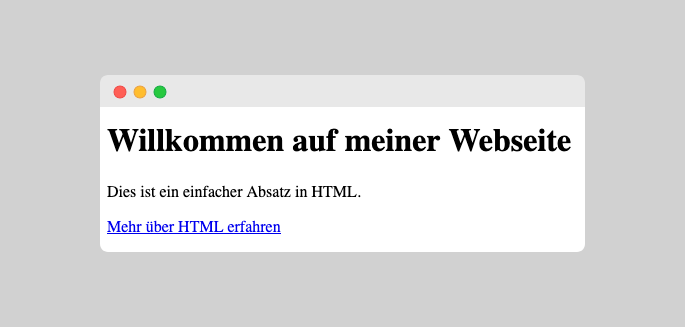 Willkommen auf meiner Webseite
Dies ist ein einfacher Absatz in HTML.
Mehr über HTML erfahren